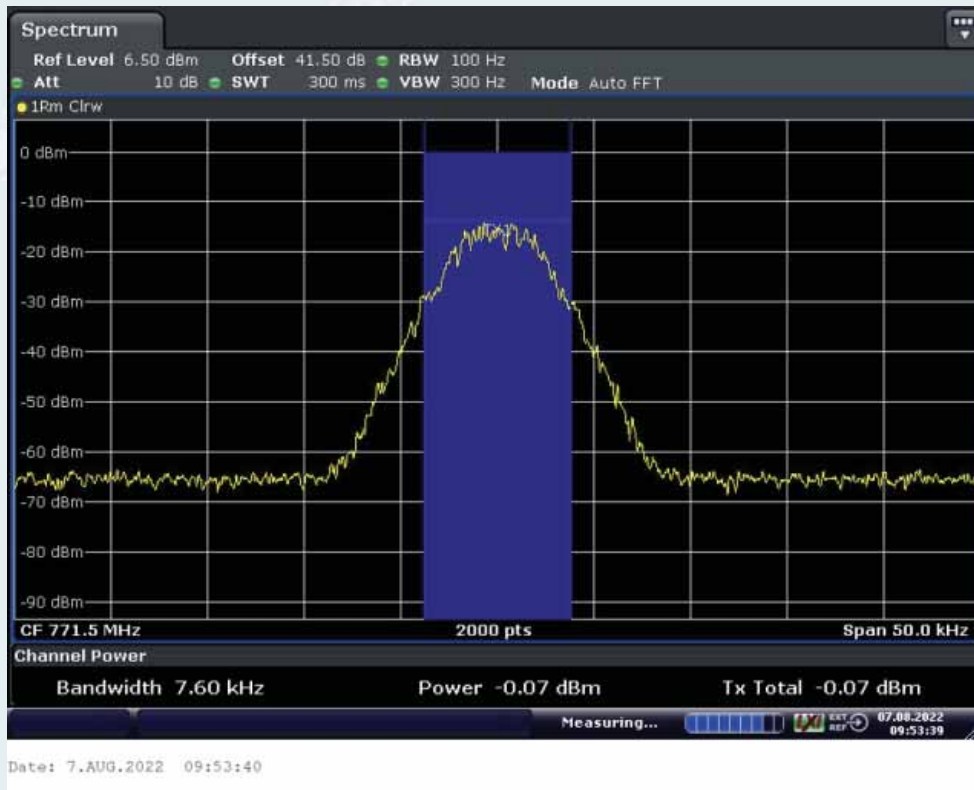 Spectrum
Ref Level 6.50 dBm Offset 41.50 dB RBW 100 Hz
Att 10 dB SWT 300 ms VBW 300 Hz Mode Auto FFT
1Rm Clrw
0 dBm
-10 dBm
-20 dBm
-30 dBm
-40 dBm
-50 dBm
-60 dBm
-70 dBm
-80 dBm
-90 dBm
CF 771.5 MHz 2000 pts Span 50.0 kHz
Channel Power
Bandwidth 7.60 kHz Power -0.07 dBm Tx Total -0.07 dBm
Measuring... LXI EXT REF 07.08.2022
09:53:39
Date: 7.AUG.2022 09:53:40